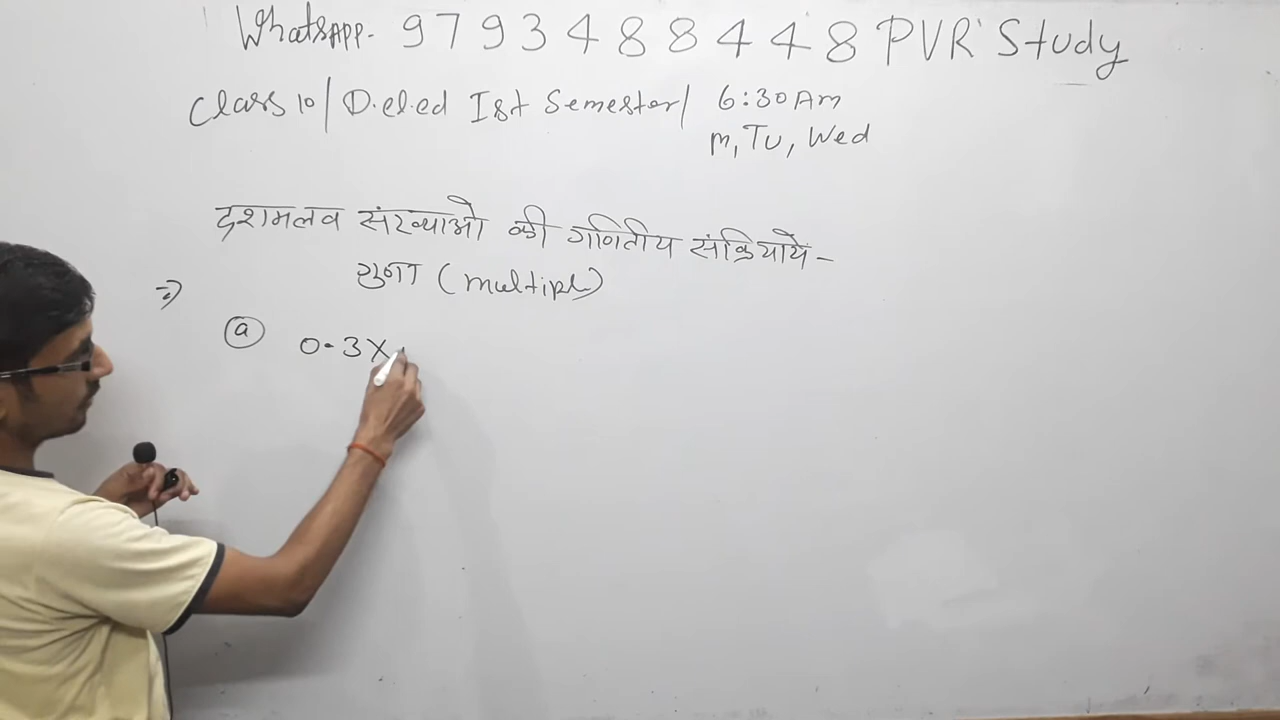 WhatsApp. 9793488448 PVR Study
Class 10 / D.el.ed Ist Semester / 6:30 Am
M, Tu, Wed
दशमलव संख्याओ की गणितीय संक्रियाये -
⇒ गुणा (multiple)
(a) 0.3 ×